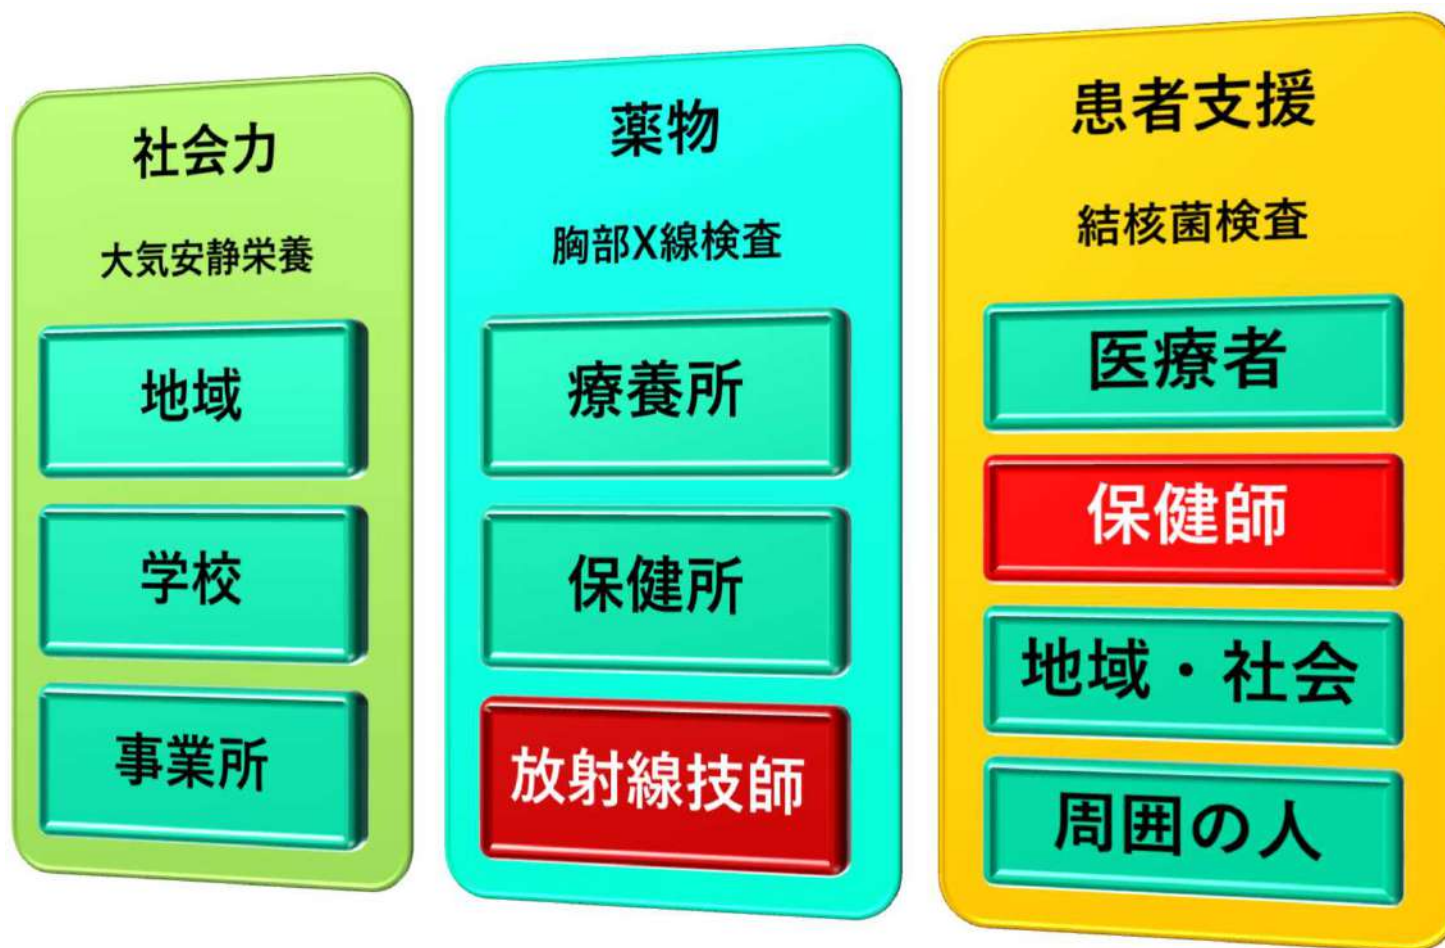 社会力
大気安静栄養
地域
学校
事業所
薬物
胸部X線検査
療養所
保健所
放射線技師
患者支援
結核菌検査
医療者
保健師
地域・社会
周囲の人